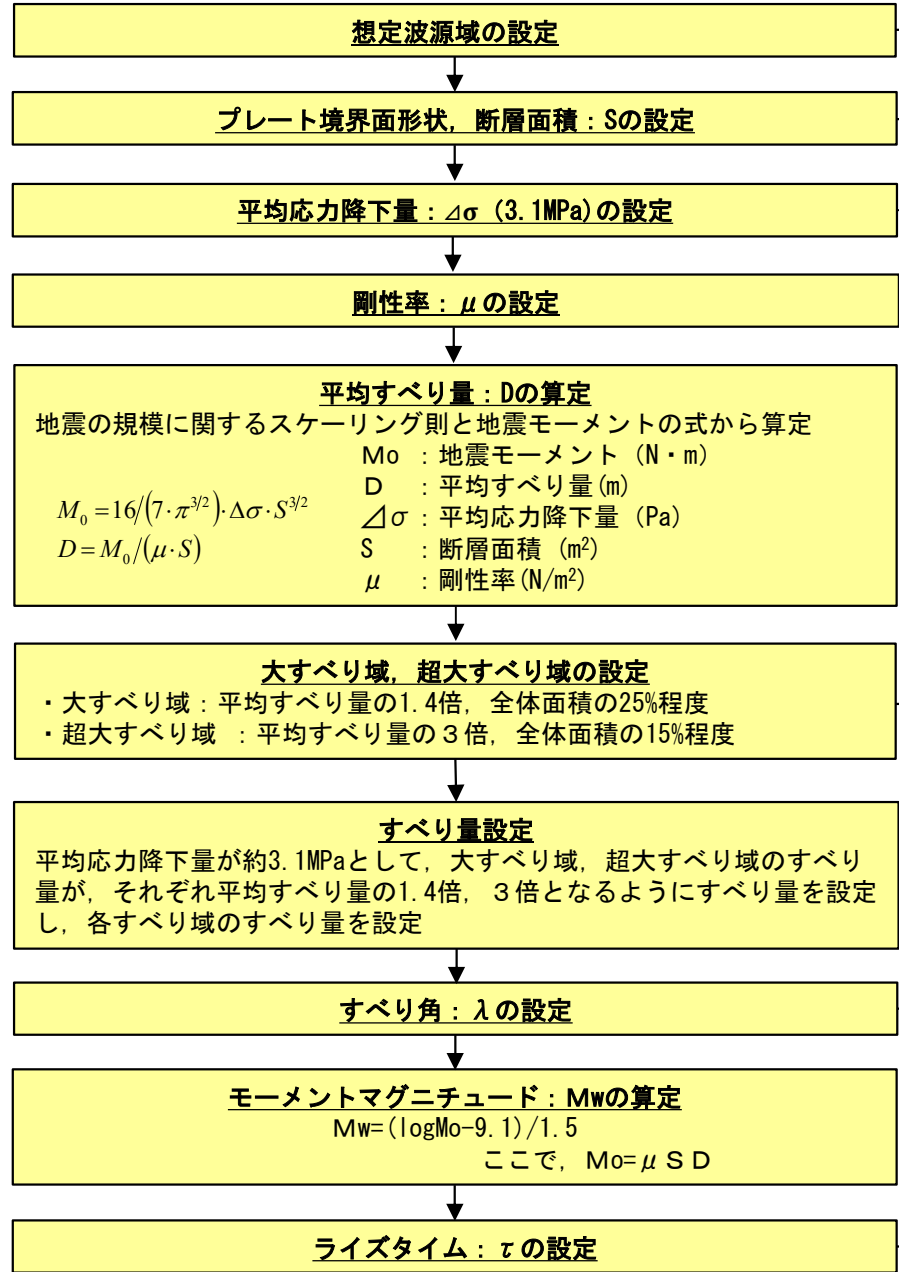 想定波源域の設定
プレート境界面形状，断層面積：Sの設定
平均応力降下量：⊿σ (3.1MPa)の設定
剛性率：μの設定
平均すべり量：Dの算定
地震の規模に関するスケーリング則と地震モーメントの式から算定
Mo ：地震モーメント（N・m）
D ：平均すべり量(m)
⊿σ：平均応力降下量（Pa）
S ：断層面積（m²）
μ ：剛性率(N/m²)
M₀=16/(7・π^{3/2})・Δσ・S^{3/2}
D=M₀/(μ・S)
大すべり域，超大すべり域の設定
・大すべり域：平均すべり量の1.4倍，全体面積の25%程度
・超大すべり域 ：平均すべり量の３倍，全体面積の15%程度
すべり量設定
平均応力降下量が約3.1MPaとして，大すべり域，超大すべり域のすべり
量が，それぞれ平均すべり量の1.4倍，３倍となるようにすべり量を設定
し，各すべり域のすべり量を設定
すべり角：λの設定
モーメントマグニチュード：Mwの算定
Mw=(logMo-9.1)/1.5
ここで，Mo=μＳＤ
ライズタイム：τの設定